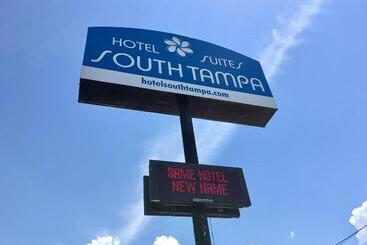 HOTEL SUITES
SOUTH TAMPA
hotelsouthtampa.com
SAME HOTEL
NEW NAME